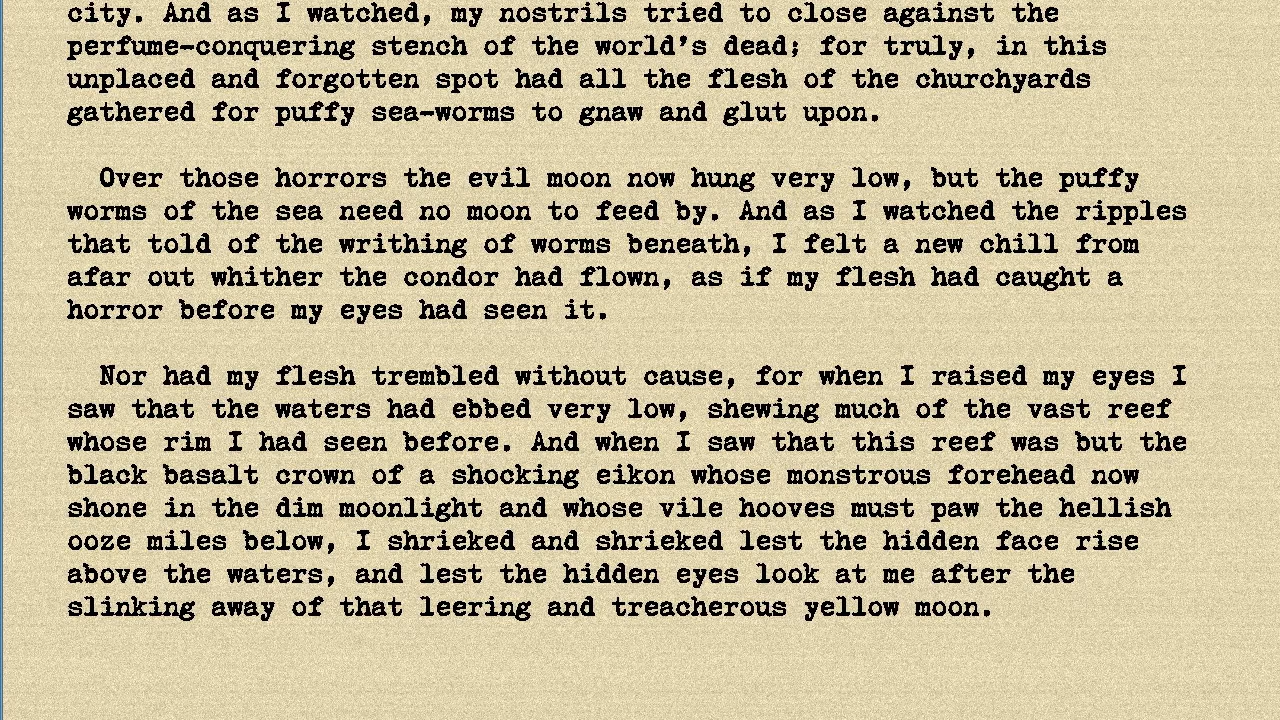 city. And as I watched, my nostrils tried to close against the
perfume-conquering stench of the world's dead; for truly, in this
unplaced and forgotten spot had all the flesh of the churchyards
gathered for puffy sea-worms to gnaw and glut upon.
Over those horrors the evil moon now hung very low, but the puffy
worms of the sea need no moon to feed by. And as I watched the ripples
that told of the writhing of worms beneath, I felt a new chill from
afar out whither the condor had flown, as if my flesh had caught a
horror before my eyes had seen it.
Nor had my flesh trembled without cause, for when I raised my eyes I
saw that the waters had ebbed very low, shewing much of the vast reef
whose rim I had seen before. And when I saw that this reef was but the
black basalt crown of a shocking eikon whose monstrous forehead now
shone in the dim moonlight and whose vile hooves must paw the hellish
ooze miles below, I shrieked and shrieked lest the hidden face rise
above the waters, and lest the hidden eyes look at me after the
slinking away of that leering and treacherous yellow moon.